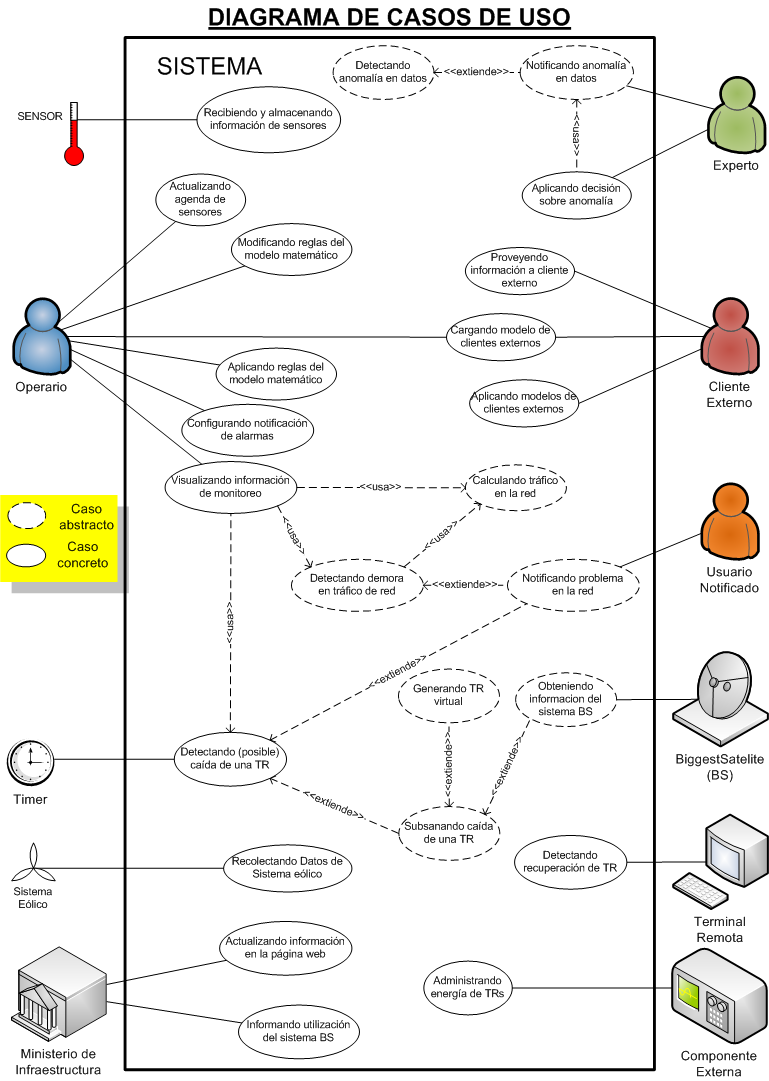 DIAGRAMA DE CASOS DE USO
SISTEMA
Detectando
anomalía en datos
<<extiende>>
Notificando anomalía
en datos
SENSOR
Recibiendo y almacenando
información de sensores
<<usa>>
Experto
Actualizando
agenda de
sensores
Aplicando decisión
sobre anomalía
Modificando reglas del
modelo matemático
Proveyendo
información a cliente
externo
Operario
Cargando modelo de
clientes externos
Cliente
Externo
Aplicando reglas del
modelo matemático
Aplicando modelos de
clientes externos
Configurando notificación
de alarmas
Visualizando información
de monitoreo
<<usa>>
Calculando tráfico
en la red
Caso
abstracto
Caso
concreto
<<usa>>
<<usa>>
Detectando demora
en tráfico de red
<<extiende>>
Notificando problema
en la red
Usuario
Notificado
<<usa>>
<<extiende>>
Generando TR
virtual
Obteniendo
informacion del
sistema BS
BiggestSatelite
(BS)
Timer
Detectando (posible)
caída de una TR
<<extiende>>
<<extiende>>
<<extiende>>
Subsanando caída
de una TR
Sistema
Eólico
Recolectando Datos de
Sistema eólico
Detectando
recuperación de TR
Terminal
Remota
Actualizando información
en la página web
Administrando
energía de TRs
Ministerio de
Infraestructura
Informando utilización
del sistema BS
Componente
Externa